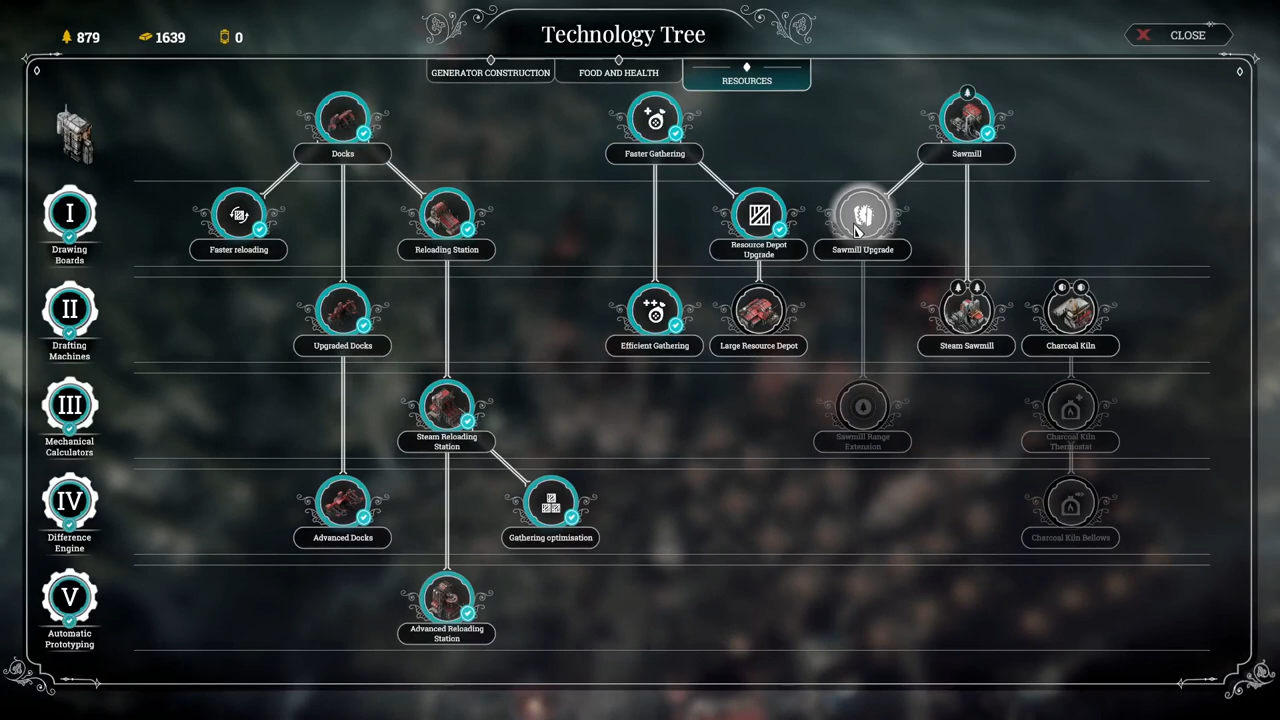 879
1639
0
Technology Tree
CLOSE
GENERATOR CONSTRUCTION
FOOD AND HEALTH
RESOURCES
Docks
Faster Gathering
Sawmill
I
Drawing
Boards
Faster reloading
Reloading Station
Resource Depot
Upgrade
Sawmill Upgrade
II
Drafting
Machines
Upgraded Docks
Efficient Gathering
Large Resource Depot
Steam Sawmill
Charcoal Kiln
III
Mechanical
Calculators
Steam Reloading
Station
Sawmill Range
Extension
Charcoal Kiln
Thermostat
IV
Difference
Engine
Advanced Docks
Gathering optimisation
Charcoal Kiln Bellows
V
Automatic
Prototyping
Advanced Reloading
Station